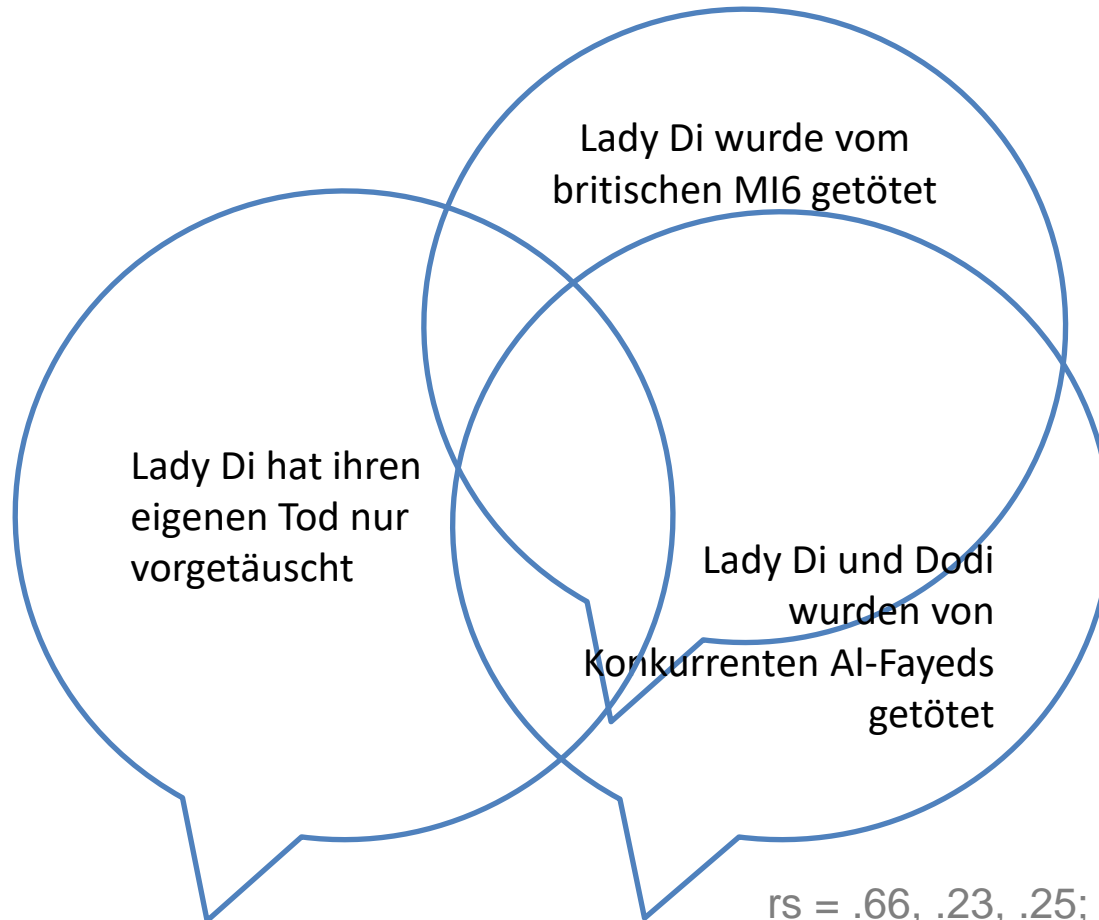 Lady Di wurde vom
britischen MI6 getötet
Lady Di hat ihren
eigenen Tod nur
vorgetäuscht
Lady Di und Dodi
wurden von
Konkurrenten Al-Fayeds
getötet
rs = .66, .23, .25;